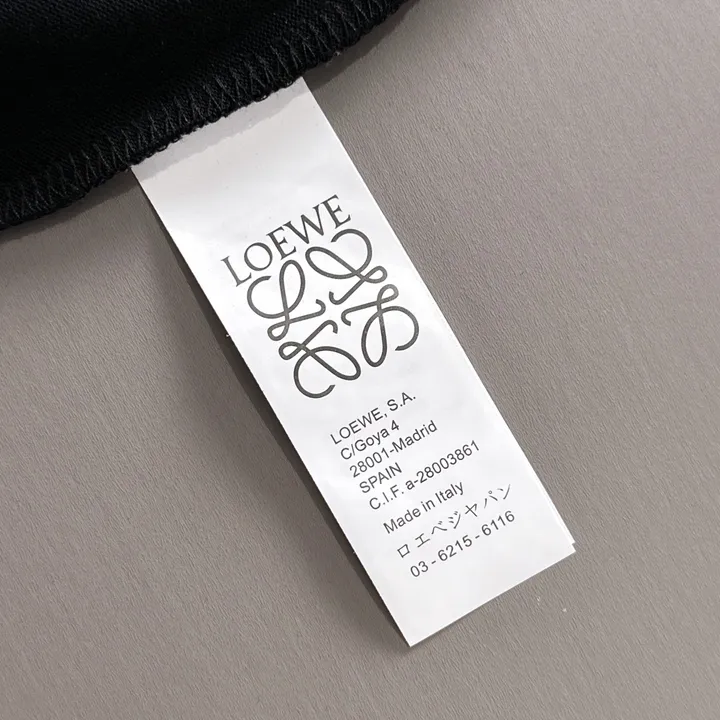 LOEWE
LOEWE, S.A.
C/Goya 4
28001-Madrid
SPAIN
C.I.F. a-28003861
Made in Italy
ロエベジャパン
03-6215-6116